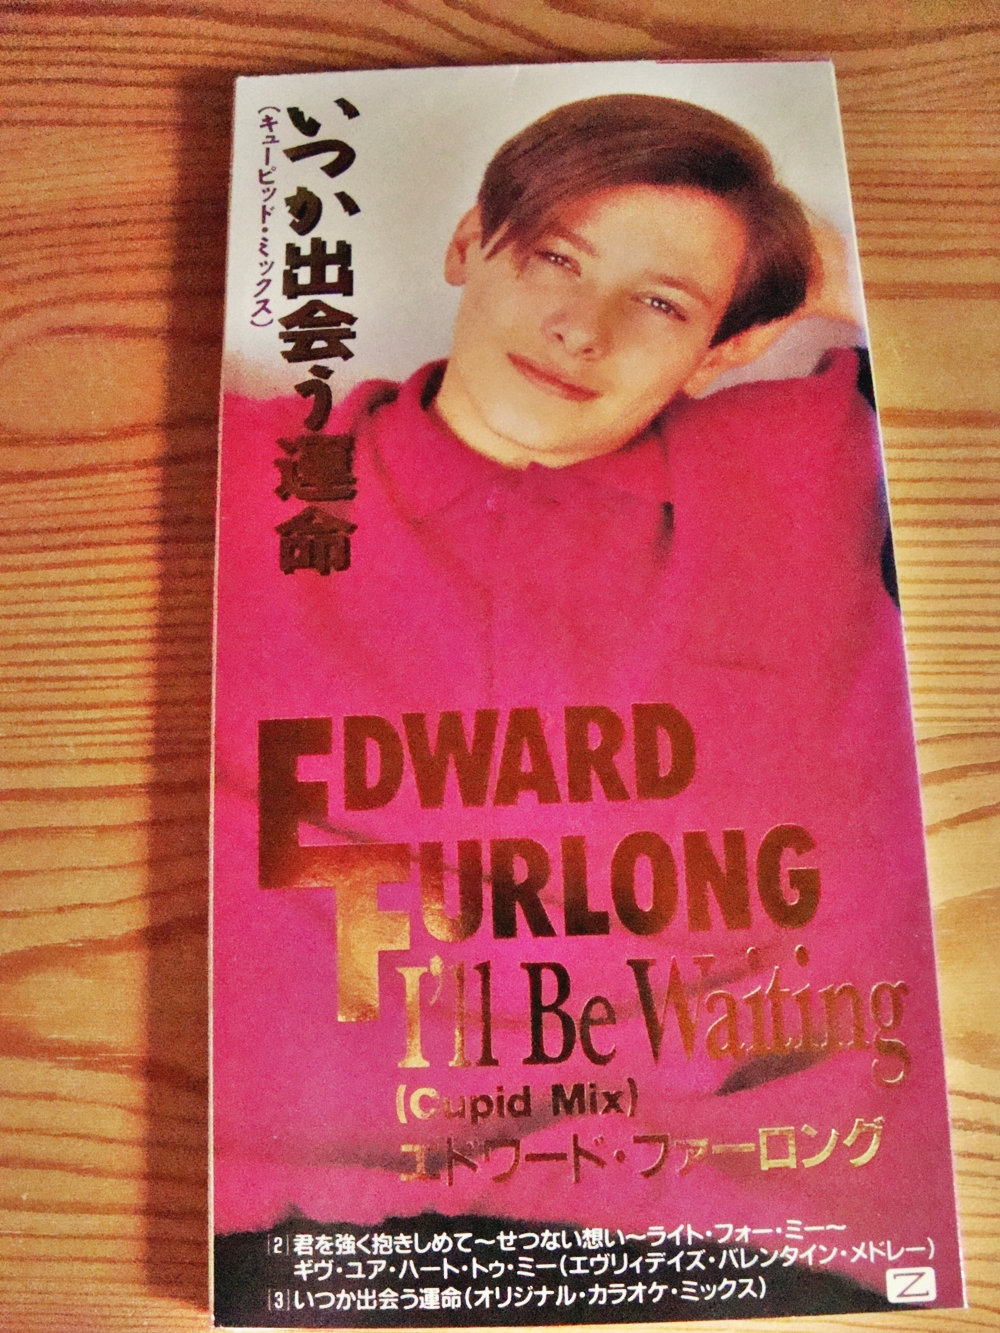 いつか出会う運命
(キューピッド・ミックス)
EDWARD
FURLONG
I'll Be Waiting
(Cupid Mix)
エドワード・ファーロング
2 君を強く抱きしめて〜せつない想い〜ライト・フォー・ミー〜
ギヴ・ユア・ハート・トゥ・ミー(エヴリィデイズ・バレンタイン・メドレー)
3 いつか出会う運命(オリジナル・カラオケ・ミックス)
Z